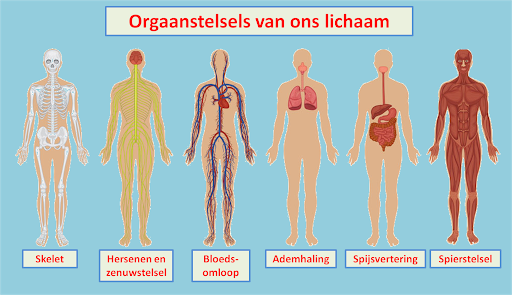 Orgaanstelsels van ons lichaam
Skelet
Hersenen en
zenuwstelsel
Bloeds-
omloop
Ademhaling
Spijsvertering
Spierstelsel